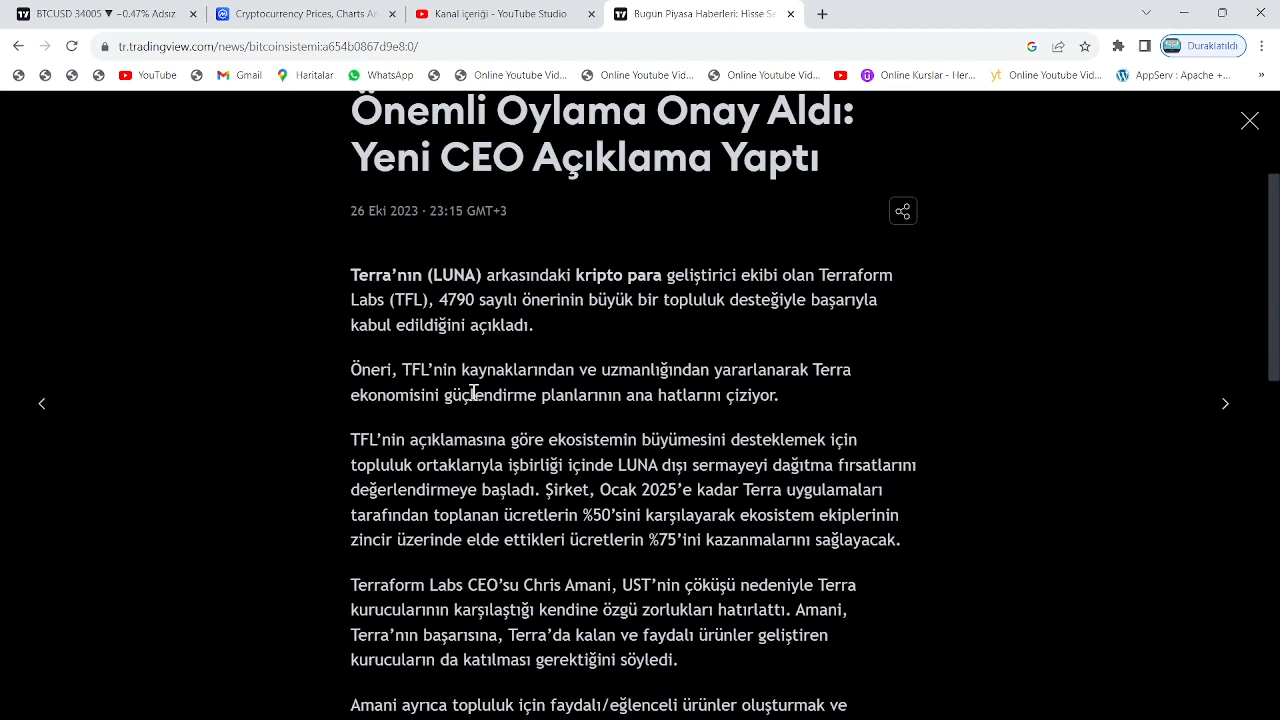 BTCUSD 34005 ▼ −0.47% Adsız
Cryptocurrency Prices, Charts Ar
Kanal içeriği - YouTube Studio
Bugün Piyasa Haberleri: Hisse Se
tr.tradingview.com/news/bitcoinsistemi:a654b0867d9e8:0/
Duraklatıldı
YouTube
Gmail
Haritalar
WhatsApp
Online Youtube Vid...
Online Youtube Vid...
Online Youtube Vid...
Online Kurslar - Her...
Online Youtube Vid...
AppServ : Apache +...
Önemli Oylama Onay Aldı:
Yeni CEO Açıklama Yaptı
26 Eki 2023 · 23:15 GMT+3
Terra’nın (LUNA) arkasındaki kripto para geliştirici ekibi olan Terraform
Labs (TFL), 4790 sayılı önerinin büyük bir topluluk desteğiyle başarıyla
kabul edildiğini açıkladı.
Öneri, TFL’nin kaynaklarından ve uzmanlığından yararlanarak Terra
ekonomisini güçlendirme planlarının ana hatlarını çiziyor.
TFL’nin açıklamasına göre ekosistemin büyümesini desteklemek için
topluluk ortaklarıyla işbirliği içinde LUNA dışı sermayeyi dağıtma fırsatlarını
değerlendirmeye başladı. Şirket, Ocak 2025’e kadar Terra uygulamaları
tarafından toplanan ücretlerin %50’sini karşılayarak ekosistem ekiplerinin
zincir üzerinde elde ettikleri ücretlerin %75’ini kazanmalarını sağlayacak.
Terraform Labs CEO’su Chris Amani, UST’nin çöküşü nedeniyle Terra
kurucularının karşılaştığı kendine özgü zorlukları hatırlattı. Amani,
Terra’nın başarısına, Terra’da kalan ve faydalı ürünler geliştiren
kurucuların da katılması gerektiğini söyledi.
Amani ayrıca topluluk için faydalı/eğlenceli ürünler oluşturmak ve